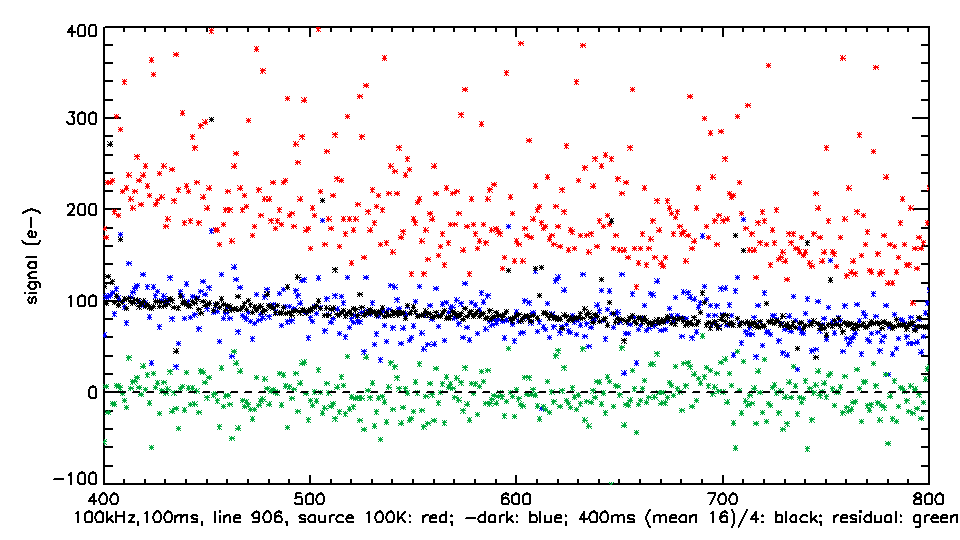 400
300
200
100
0
-100
signal (e-)
400 500 600 700 800
100kHz,100ms, line 906, source 100K: red; -dark: blue; 400ms (mean 16)/4: black; residual: green